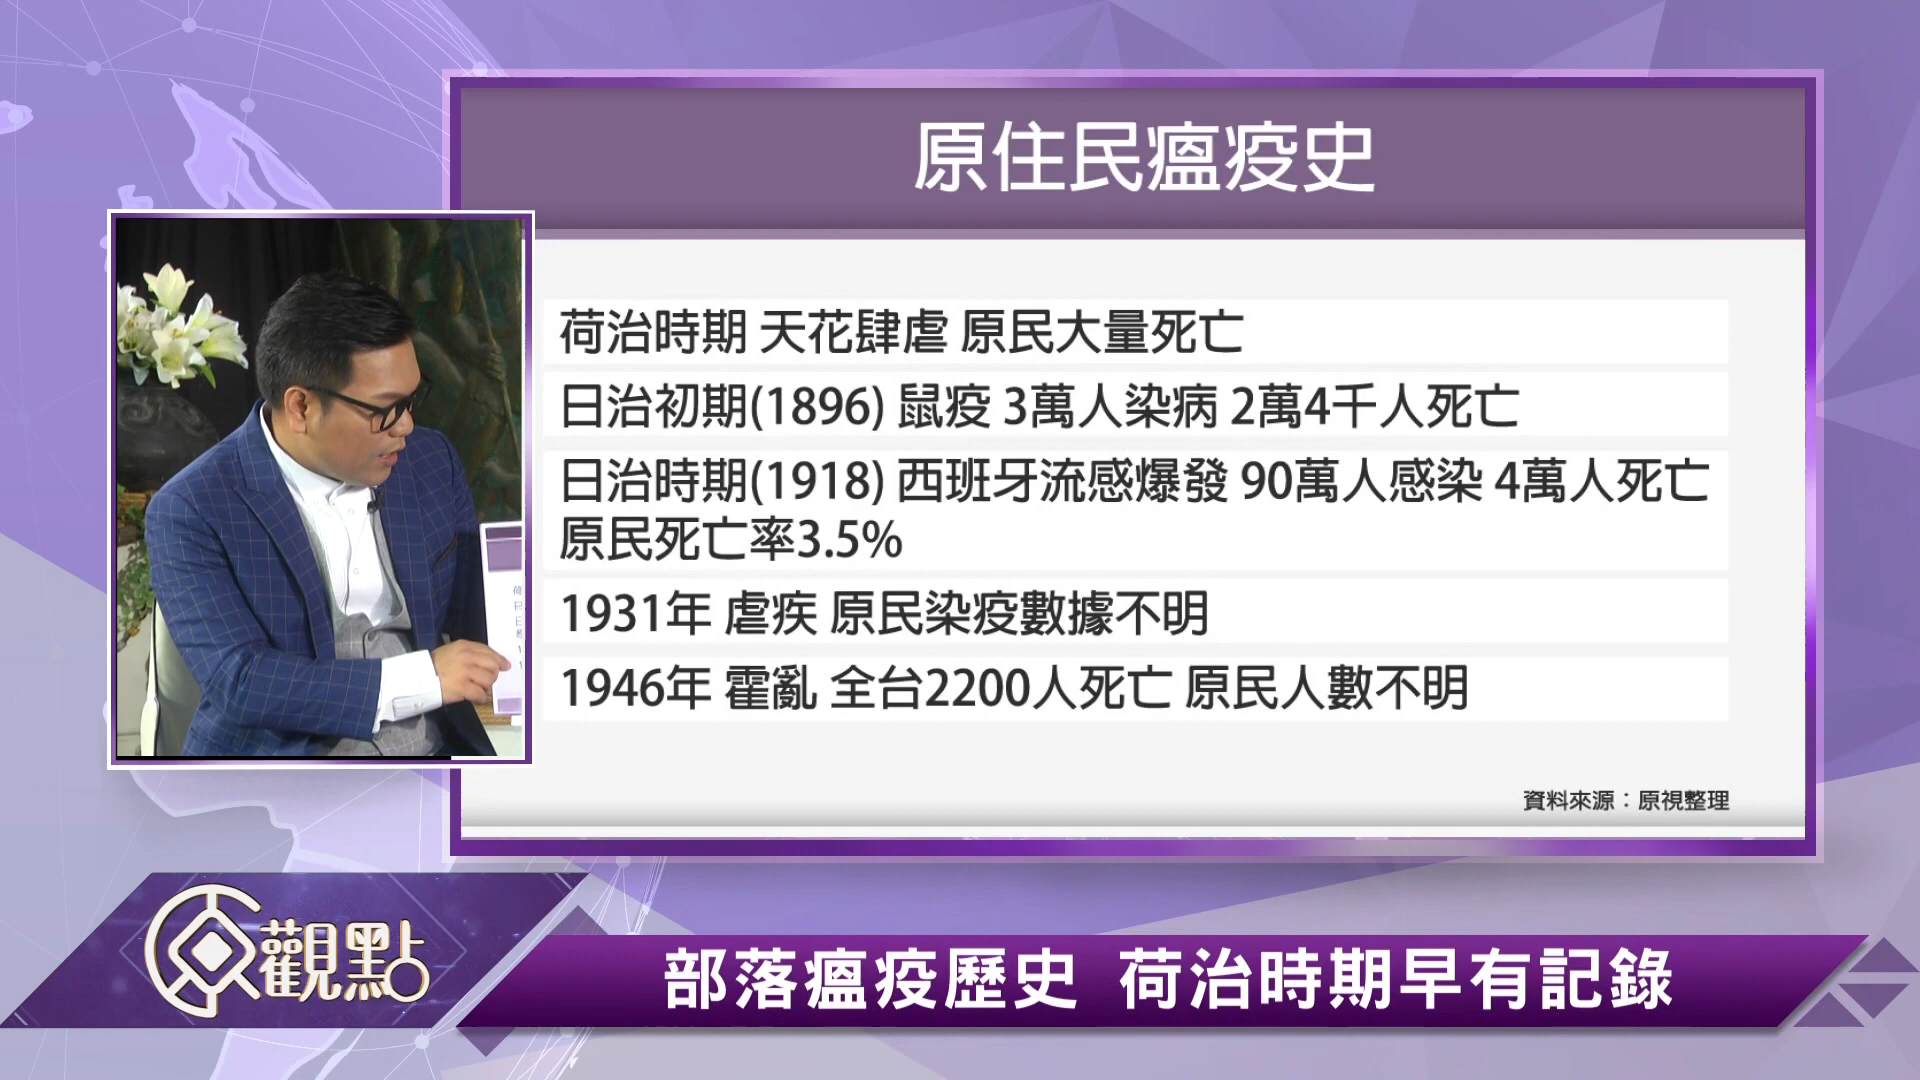 原住民瘟疫史
荷治時期 天花肆虐 原民大量死亡
日治初期(1896) 鼠疫 3萬人染病 2萬4千人死亡
日治時期(1918) 西班牙流感爆發 90萬人感染 4萬人死亡
原民死亡率3.5%
1931年 虐疾 原民染疫數據不明
1946年 霍亂 全台2200人死亡 原民人數不明
資料來源：原視整理
觀點
部落瘟疫歷史 荷治時期早有記錄